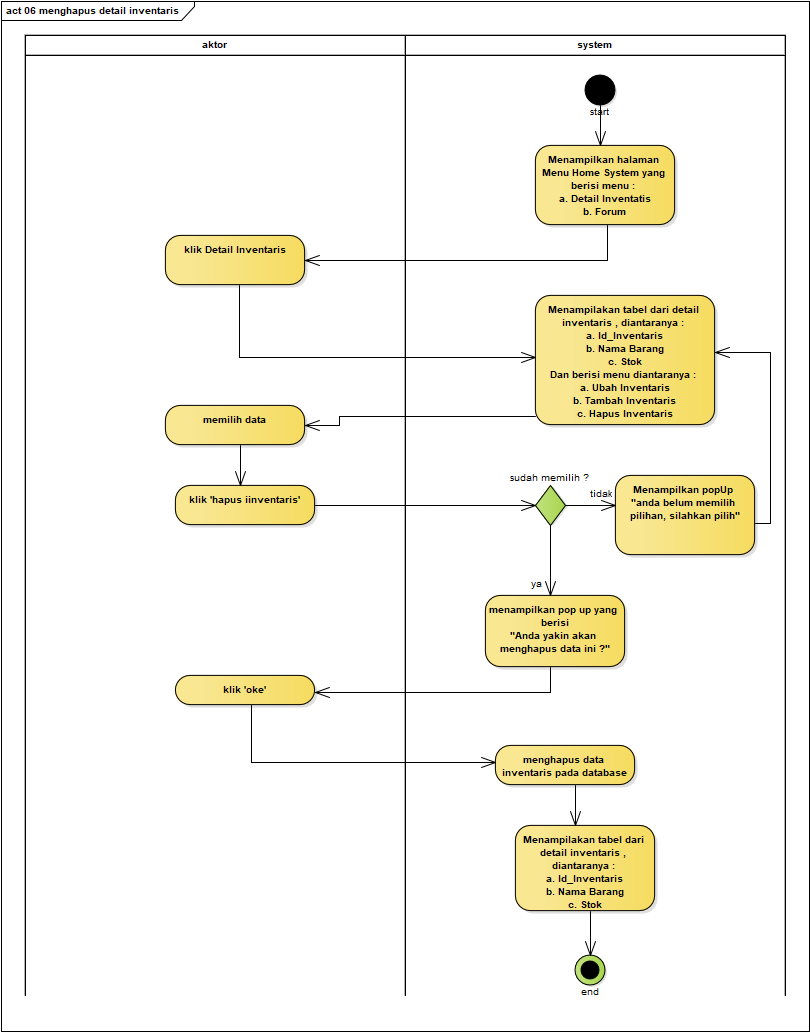 act 06 menghapus detail inventaris
aktor
system
start
Menampilkan halaman
Menu Home System yang
berisi menu :
a. Detail Inventatis
b. Forum
klik Detail Inventaris
Menampilakan tabel dari detail
inventaris , diantaranya :
a. Id_Inventaris
b. Nama Barang
c. Stok
Dan berisi menu diantaranya :
a. Ubah Inventaris
b. Tambah Inventaris
c. Hapus Inventaris
memilih data
klik 'hapus iinventaris'
sudah memilih ?
tidak
Menampilkan popUp
"anda belum memilih
pilihan, silahkan pilih"
ya
menampilkan pop up yang
berisi
"Anda yakin akan
menghapus data ini ?"
klik 'oke'
menghapus data
inventaris pada database
Menampilakan tabel dari
detail inventaris ,
diantaranya :
a. Id_Inventaris
b. Nama Barang
c. Stok
end